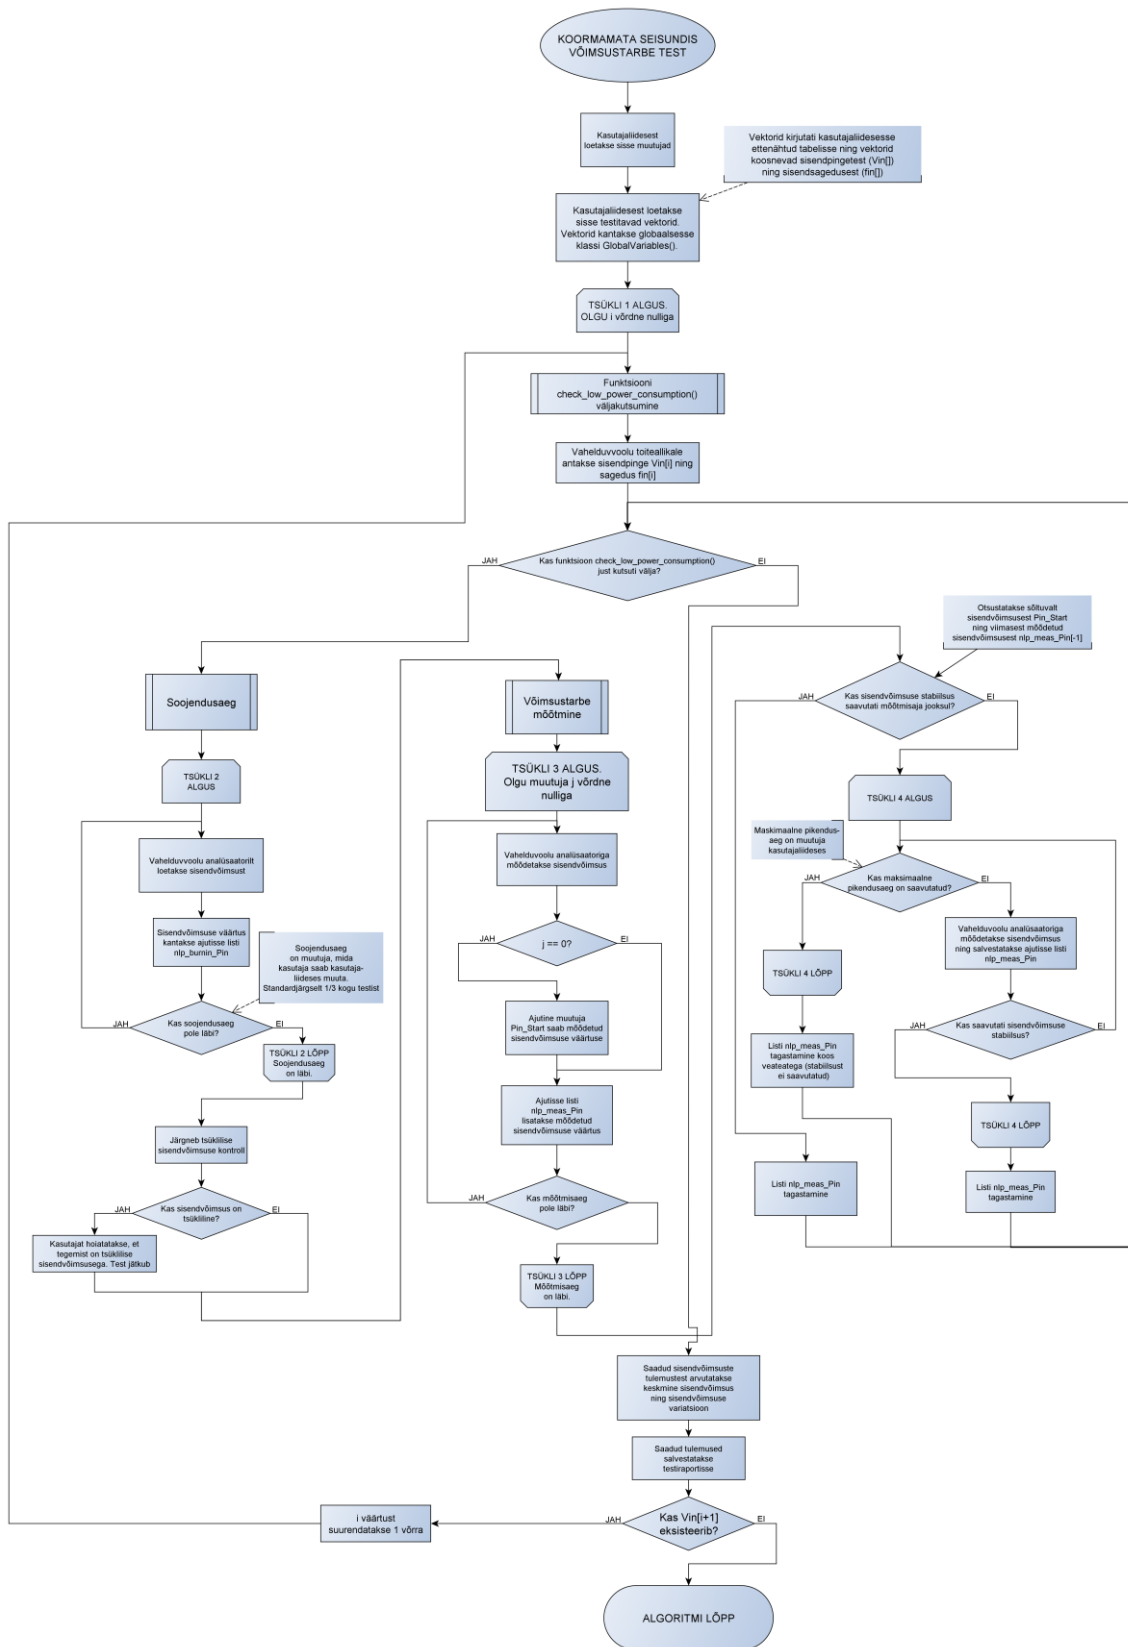 KOORMAMATA SEISUNDIS
VÕIMSUSTARBE TEST
Kasutajaliidesest
loetakse sisse muutujad
Vektorid kirjutati kasutajaliidesesse
ettenähtud tabelisse ning vektorid
koosnevad sisendpingetest (Vin[])
ning sisendsagedusest (fin[])
Kasutajaliidesest loetakse
sisse testitavad vektorid.
Vektorid kantakse globaalsesse
klassi GlobalVariables().
TSÜKLI 1 ALGUS.
OLGU i võrdne nulliga
Funktsiooni
check_low_power_consumption()
väljakutsumine
Vahelduvvoolu toiteallikale
antakse sisendpinge Vin[i] ning
sagedus fin[i]
JAH
Kas funktsioon check_low_power_consumption()
just kutsuti välja?
EI
Soojendusaeg
TSÜKLI 2
ALGUS
Vahelduvvoolu analüsaatorilt
loetakse sisendvõimsust
Sisendvõimsuse väärtus
kantakse ajutisse listi
nlp_burnin_Pin
Soojendusaeg
on muutuja, mida
kasutaja saab kasutaja-
liideses muuta.
Standardjärgselt 1/3 kogu testist
JAH
Kas soojendusaeg
pole läbi?
EI
TSÜKLI 2 LÕPP
Soojendusaeg
on läbi.
Järgneb tsüklilise
sisendvõimsuse kontroll
JAH
Kas sisendvõimsus on
tsükliline?
EI
Kasutajat hoiatatakse, et
tegemist on tsüklilise
sisendvõimsusega. Test jätkub
Võimsustarbe
mõõtmine
TSÜKLI 3 ALGUS.
Olgu muutuja j võrdne
nulliga
Vahelduvvoolu analüsaatoriga
mõõdetakse sisendvõimsus
JAH
j == 0?
EI
Ajutine muutuja
Pin_Start saab mõõdetud
sisendvõimsuse väärtuse
Ajutisse listi
nlp_meas_Pin
lisatakse mõõdetud
sisendvõimsuse väärtus
JAH
Kas mõõtmisaeg
pole läbi?
EI
TSÜKLI 3 LÕPP
Mõõtmisaeg
on läbi.
Otsustatakse sõltuvalt
sisendvõimsusest Pin_Start
ning viimasest mõõdetud
sisendvõimsusest nlp_meas_Pin[-1]
JAH
Kas sisendvõimsuse stabiilsus
saavutati mõõtmisaja jooksul?
EI
TSÜKLI 4 ALGUS
Maskimaalne pikendus-
aeg on muutuja
kasutajaliideses
JAH
Kas maksimaalne
pikendusaeg on saavutatud?
EI
TSÜKLI 4 LÕPP
Listi nlp_meas_Pin
tagastamine koos
veateatega (stabiilsust
ei saavutatud)
Vahelduvvoolu analüsaatoriga
mõõdetakse sisendvõimsus
ning salvestatakse ajutisse listi
nlp_meas_Pin
JAH
Kas saavutati sisendvõimsuse
stabiilsus?
EI
TSÜKLI 4 LÕPP
Listi nlp_meas_Pin
tagastamine
Listi nlp_meas_Pin
tagastamine
Saadud sisendvõimsuste
tulemustest arvutatakse
keskmine sisendvõimsus
ning sisendvõimsuse
variatsioon
Saadud tulemused
salvestatakse
testiraportisse
JAH
Kas Vin[i+1]
eksisteerib?
EI
i väärtust
suurendatakse 1 võrra
ALGORITMI LÕPP